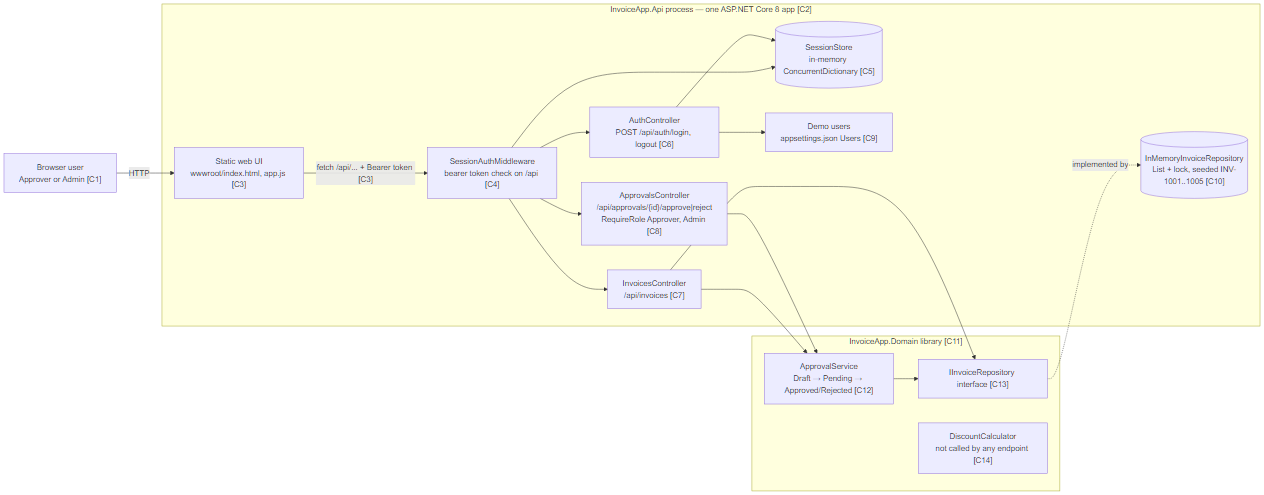 InvoiceApp.Api process — one ASP.NET Core 8 app [C2]
SessionStore
in-memory
ConcurrentDictionary [C5]
AuthController
POST /api/auth/login,
logout [C6]
Demo users
appsettings.json Users [C9]
Browser user
Approver or Admin [C1]
HTTP
Static web UI
wwwroot/index.html, app.js
[C3]
fetch /api/... + Bearer token
[C3]
SessionAuthMiddleware
bearer token check on /api
[C4]
implemented by
InMemoryInvoiceRepository
List + lock, seeded INV-
1001..1005 [C10]
ApprovalsController
/api/approvals/{id}/approve|reject
RequireRole Approver, Admin
[C8]
InvoicesController
/api/invoices [C7]
InvoiceApp.Domain library [C11]
ApprovalService
Draft → Pending →
Approved/Rejected [C12]
IInvoiceRepository
interface [C13]
DiscountCalculator
not called by any endpoint
[C14]